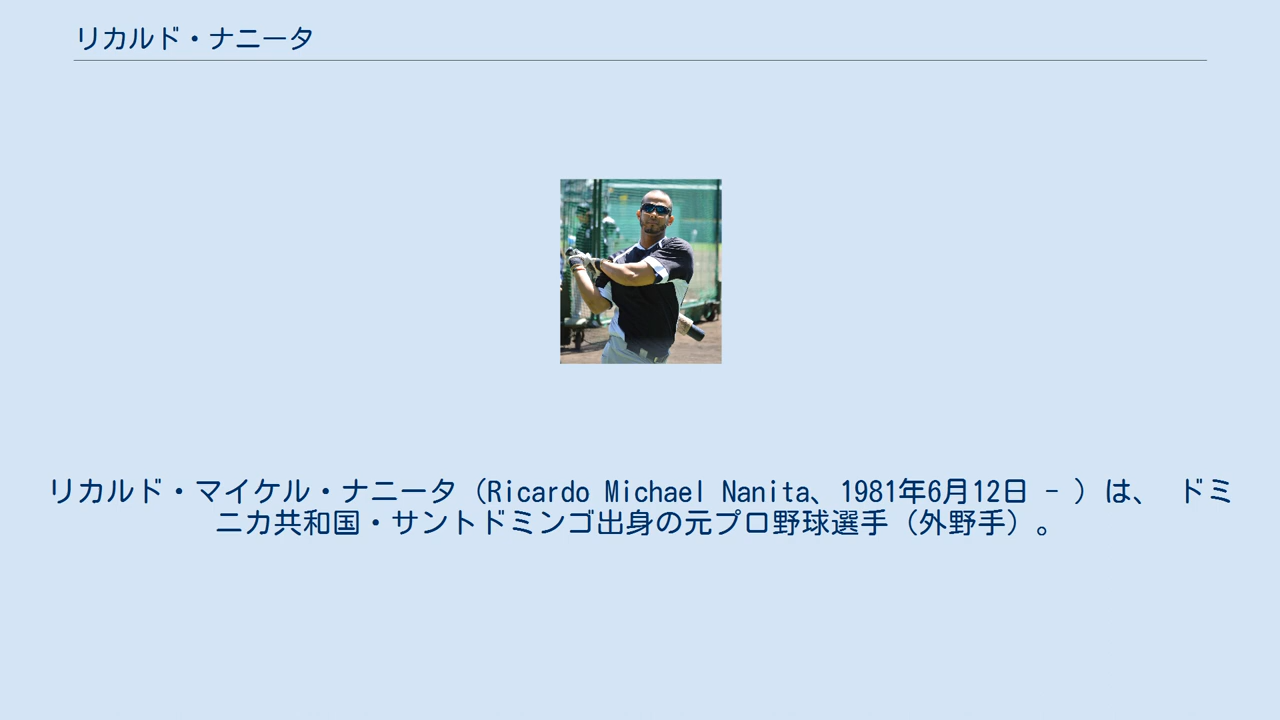 リカルド・ナニータ
リカルド・マイケル・ナニータ（Ricardo Michael Nanita、1981年6月12日 - ）は、 ドミ
ニカ共和国・サントドミンゴ出身の元プロ野球選手（外野手）。